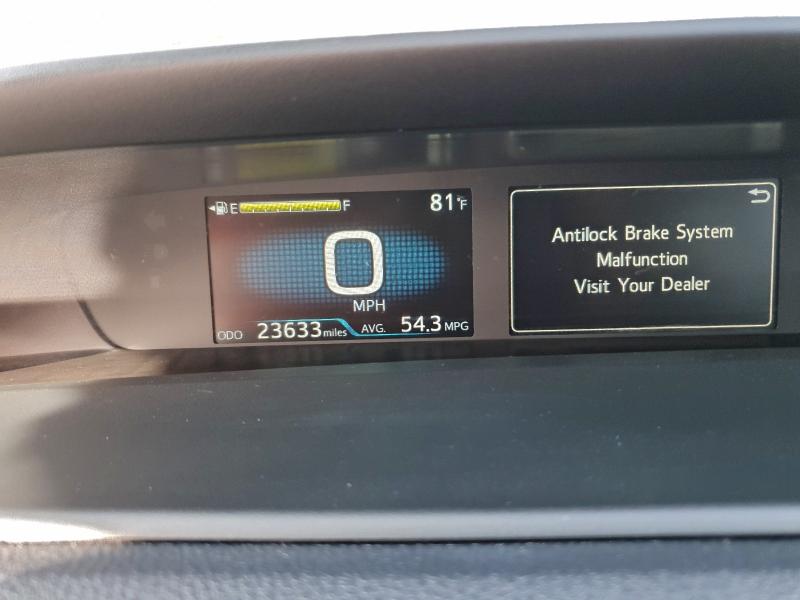 E F 81°F
0
MPH
ODO 23633 miles AVG. 54.3 MPG
Antilock Brake System
Malfunction
Visit Your Dealer